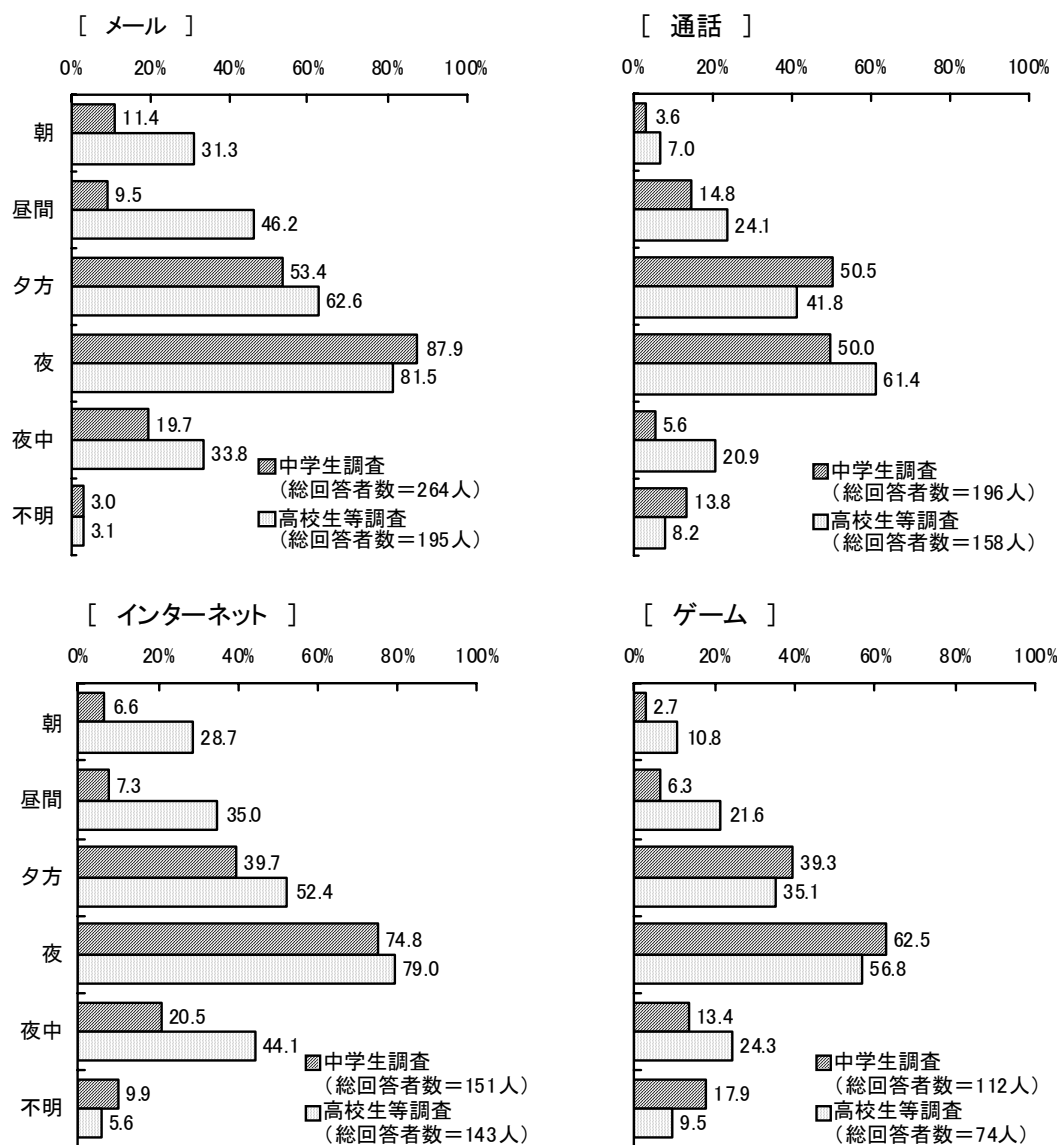 [ メール ]
0% 20% 40% 60% 80% 100%
朝
11.4
31.3
昼間
9.5
46.2
夕方
53.4
62.6
夜
87.9
81.5
夜中
19.7
33.8
不明
3.0
3.1
中学生調査
(総回答者数=264人)
高校生等調査
(総回答者数=195人)
[ 通話 ]
0% 20% 40% 60% 80% 100%
3.6
7.0
14.8
24.1
50.5
41.8
50.0
61.4
5.6
20.9
13.8
8.2
中学生調査
(総回答者数=196人)
高校生等調査
(総回答者数=158人)
[ インターネット ]
0% 20% 40% 60% 80% 100%
朝
6.6
28.7
昼間
7.3
35.0
夕方
39.7
52.4
夜
74.8
79.0
夜中
20.5
44.1
不明
9.9
5.6
中学生調査
(総回答者数=151人)
高校生等調査
(総回答者数=143人)
[ ゲーム ]
0% 20% 40% 60% 80% 100%
2.7
10.8
6.3
21.6
39.3
35.1
62.5
56.8
13.4
24.3
17.9
9.5
中学生調査
(総回答者数=112人)
高校生等調査
(総回答者数=74人)